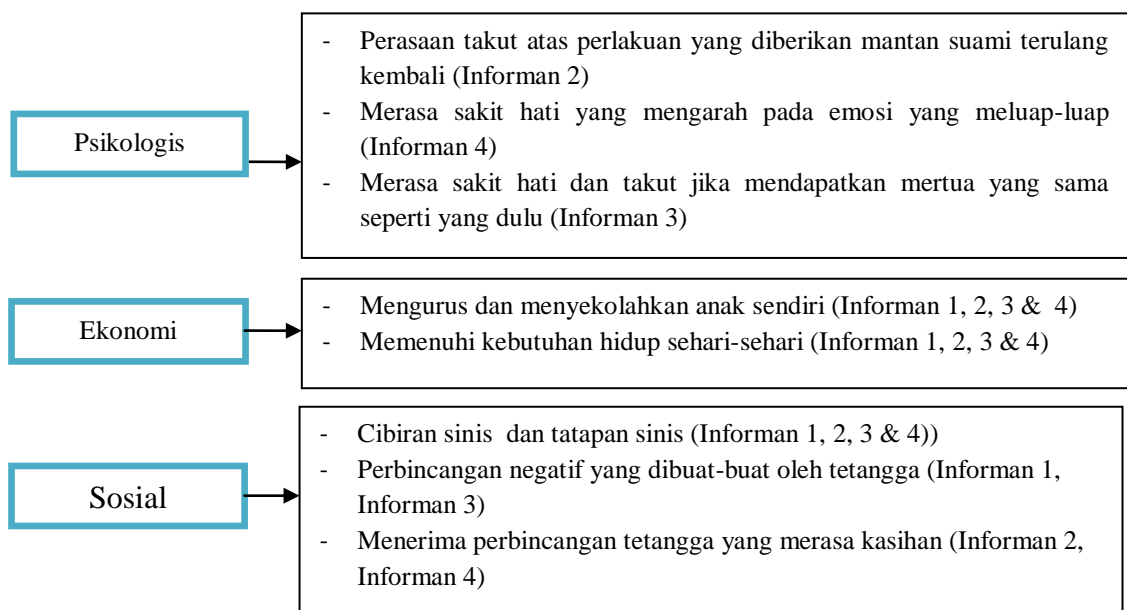 Psikologis
- Perasaan takut atas perlakuan yang diberikan mantan suami terulang
kembali (Informan 2)
- Merasa sakit hati yang mengarah pada emosi yang meluap-luap
(Informan 4)
- Merasa sakit hati dan takut jika mendapatkan mertua yang sama
seperti yang dulu (Informan 3)
Ekonomi
- Mengurus dan menyekolahkan anak sendiri (Informan 1, 2, 3 & 4)
- Memenuhi kebutuhan hidup sehari-sehari (Informan 1, 2, 3 & 4)
Sosial
- Cibiran sinis dan tatapan sinis (Informan 1, 2, 3 & 4))
- Perbincangan negatif yang dibuat-buat oleh tetangga (Informan 1,
Informan 3)
- Menerima perbincangan tetangga yang merasa kasihan (Informan 2,
Informan 4)